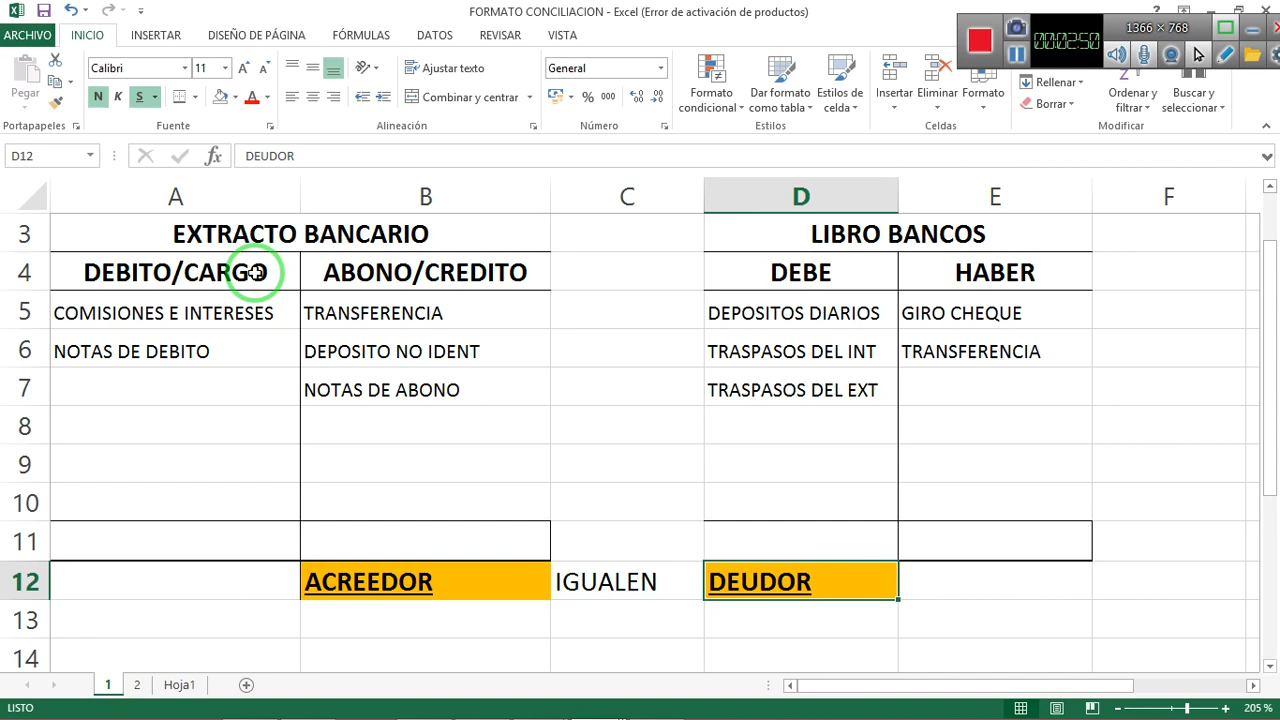 FORMATO CONCILIACION - Excel (Error de activación de productos)
ARCHIVO INICIO INSERTAR DISEÑO DE PÁGINA FÓRMULAS DATOS REVISAR VISTA
1366 × 768
00:02:50
Pegar
Calibri 11
N K S
Ajustar texto
Combinar y centrar
General
% 000
Formato condicional
Dar formato como tabla
Estilos de celda
Insertar Eliminar Formato
Rellenar
Borrar
Ordenar y filtrar
Buscar y seleccionar
Portapapeles Fuente Alineación Número Estilos Celdas Modificar
D12 fx DEUDOR
A B C D E F
3 EXTRACTO BANCARIO LIBRO BANCOS
4 DEBITO/CARGO ABONO/CREDITO DEBE HABER
5 COMISIONES E INTERESES TRANSFERENCIA DEPOSITOS DIARIOS GIRO CHEQUE
6 NOTAS DE DEBITO DEPOSITO NO IDENT TRASPASOS DEL INT TRANSFERENCIA
7 NOTAS DE ABONO TRASPASOS DEL EXT
8
9
10
11
12 ACREEDOR IGUALEN DEUDOR
13
14
1 2 Hoja1
LISTO 205 %